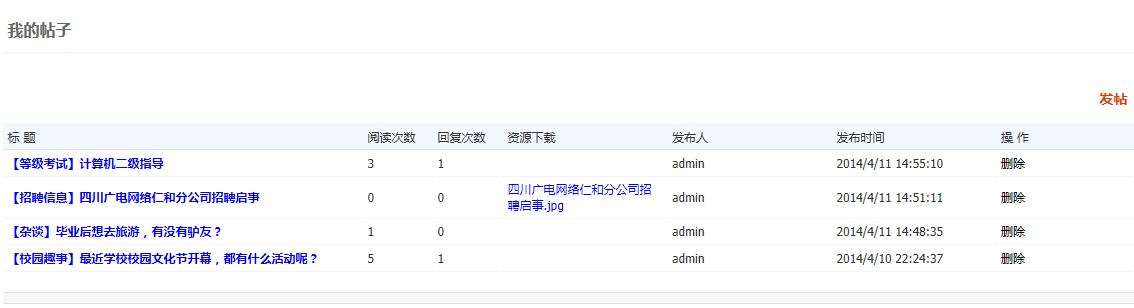 我的帖子
发帖
标 题 阅读次数 回复次数 资源下载 发布人 发布时间 操 作
【等级考试】计算机二级指导 3 1 admin 2014/4/11 14:55:10 删除
【招聘信息】四川广电网络仁和分公司招聘启事 0 0 四川广电网络仁和分公司招 admin 2014/4/11 14:51:11 删除
聘启事.jpg
【杂谈】毕业后想去旅游，有没有驴友？ 1 0 admin 2014/4/11 14:48:35 删除
【校园趣事】最近学校校园文化节开幕，都有什么活动呢？ 5 1 admin 2014/4/10 22:24:37 删除